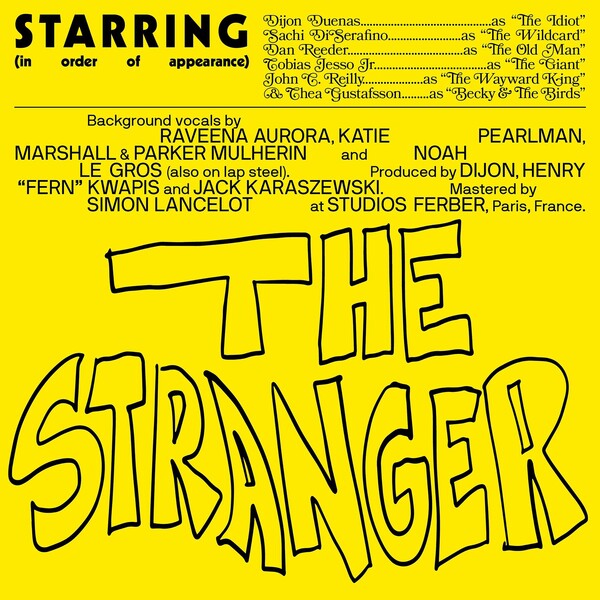 STARRING
(in order of appearance)
Dijon Duenas..............................as “The Idiot”
Sachi DiSerafino.................as “The Wildcard”
Dan Reeder..........................as “The Old Man”
Tobias Jesso Jr.........................as “The Giant”
John C. Reilly.............as “The Wayward King”
& Thea Gustafsson.........as “Becky & The Birds”
Background vocals by
RAVEENA AURORA, KATIE PEARLMAN,
MARSHALL & PARKER MULHERIN and NOAH
LE GROS (also on lap steel). Produced by DIJON, HENRY
“FERN” KWAPIS and JACK KARASZEWSKI. Mastered by
SIMON LANCELOT at STUDIOS FERBER, Paris, France.
THE
STRANGER